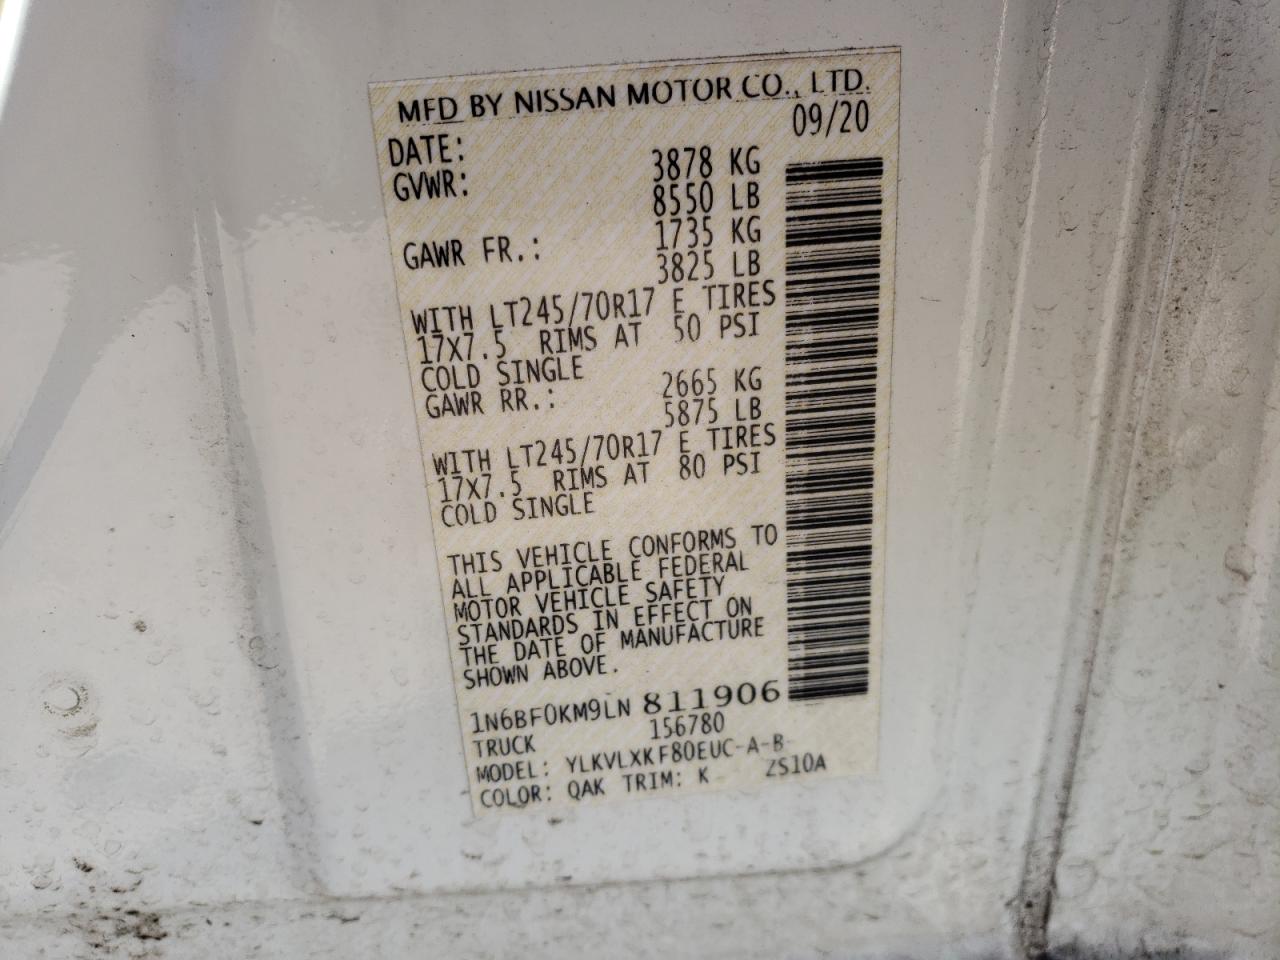 MFD BY NISSAN MOTOR CO., LTD.
DATE: 09/20
GVWR: 3878 KG
8550 LB
GAWR FR.: 1735 KG
3825 LB
WITH LT245/70R17 E TIRES
17X7.5 RIMS AT 50 PSI
COLD SINGLE
GAWR RR.: 2665 KG
5875 LB
WITH LT245/70R17 E TIRES
17X7.5 RIMS AT 80 PSI
COLD SINGLE
THIS VEHICLE CONFORMS TO
ALL APPLICABLE FEDERAL
MOTOR VEHICLE SAFETY
STANDARDS IN EFFECT ON
THE DATE OF MANUFACTURE
SHOWN ABOVE.
1N6BF0KM9LN 811906
TRUCK 156780
MODEL: YLKVLXKF80EUC-A-B-
COLOR: QAK TRIM: K ZS10A